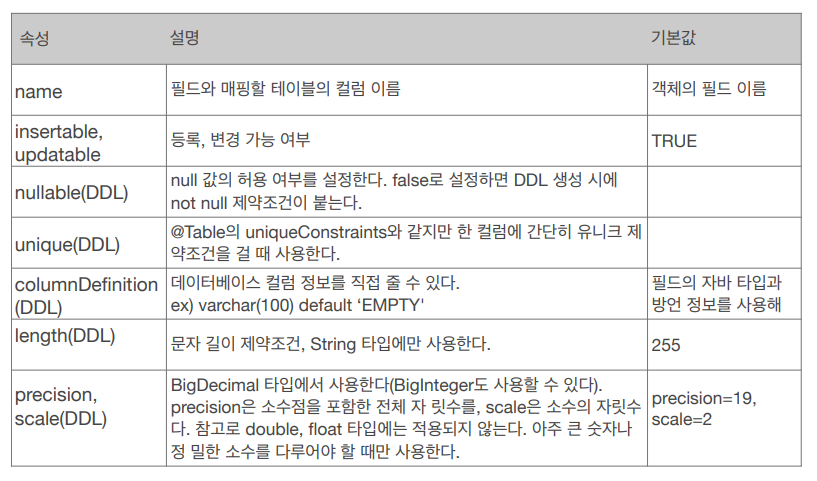 속성 설명 기본값
name 필드와 매핑할 테이블의 컬럼 이름 객체의 필드 이름
insertable,
updatable 등록, 변경 가능 여부 TRUE
nullable(DDL) null 값의 허용 여부를 설정한다. false로 설정하면 DDL 생성 시에
not null 제약조건이 붙는다.
unique(DDL) @Table의 uniqueConstraints와 같지만 한 컬럼에 간단히 유니크 제
약조건을 걸 때 사용한다.
columnDefinition 데이터베이스 컬럼 정보를 직접 줄 수 있다. 필드의 자바 타입과
(DDL) ex) varchar(100) default ‘EMPTY' 방언 정보를 사용해
length(DDL) 문자 길이 제약조건, String 타입에만 사용한다. 255
precision,
scale(DDL) BigDecimal 타입에서 사용한다(BigInteger도 사용할 수 있다).
precision은 소수점을 포함한 전체 자 릿수를, scale은 소수의 자릿수
다. 참고로 double, float 타입에는 적용되지 않는다. 아주 큰 숫자나
정 밀한 소수를 다루어야 할 때만 사용한다.
precision=19,
scale=2